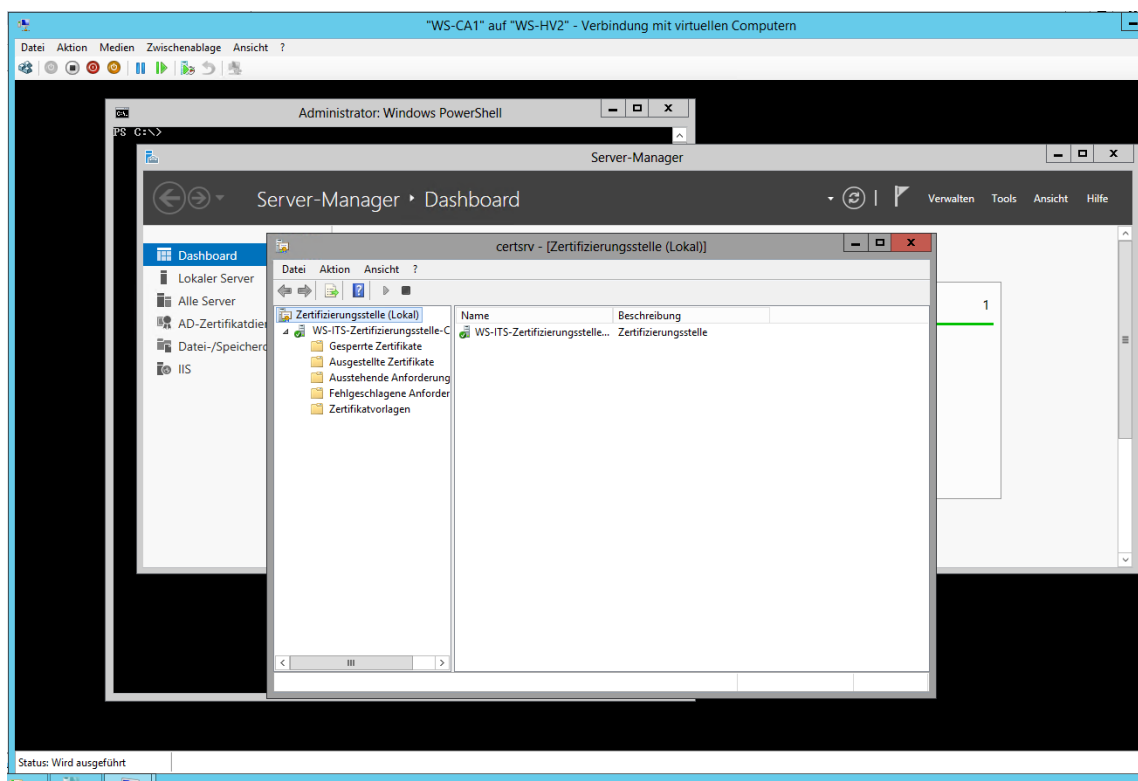 "WS-CA1" auf "WS-HV2" - Verbindung mit virtuellen Computern
Datei Aktion Medien Zwischenablage Ansicht ?
Administrator: Windows PowerShell
PS C:\>
Server-Manager
Server-Manager ‣ Dashboard
Verwalten Tools Ansicht Hilfe
Dashboard
Lokaler Server
Alle Server
AD-Zertifikatdien
Datei-/Speicherd
IIS
1
certsrv - [Zertifizierungsstelle (Lokal)]
Datei Aktion Ansicht ?
Zertifizierungsstelle (Lokal)
WS-ITS-Zertifizierungsstelle-C
Gesperrte Zertifikate
Ausgestellte Zertifikate
Ausstehende Anforderung
Fehlgeschlagene Anforder
Zertifikatvorlagen
Name Beschreibung
WS-ITS-Zertifizierungsstelle... Zertifizierungsstelle
Status: Wird ausgeführt